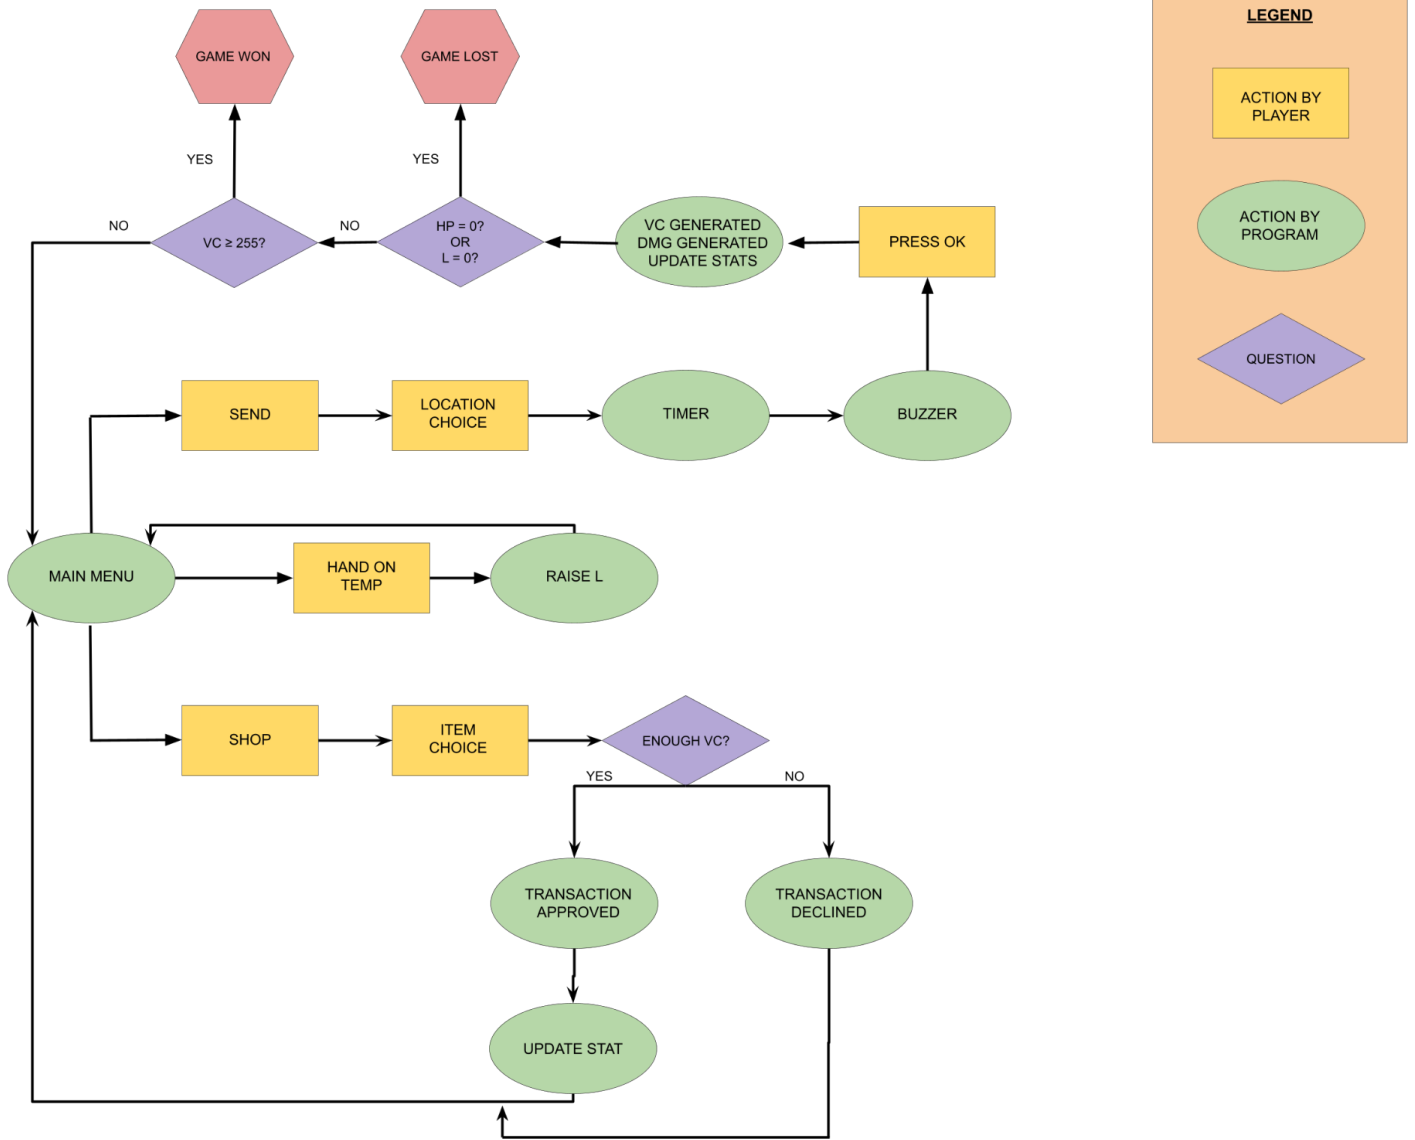 LEGEND
GAME WON
GAME LOST
ACTION BY
PLAYER
YES
YES
NO
VC ≥ 255?
NO
HP = 0?
OR
L = 0?
VC GENERATED
DMG GENERATED
UPDATE STATS
PRESS OK
ACTION BY
PROGRAM
QUESTION
SEND
LOCATION
CHOICE
TIMER
BUZZER
MAIN MENU
HAND ON
TEMP
RAISE L
SHOP
ITEM
CHOICE
ENOUGH VC?
YES
NO
TRANSACTION
APPROVED
TRANSACTION
DECLINED
UPDATE STAT